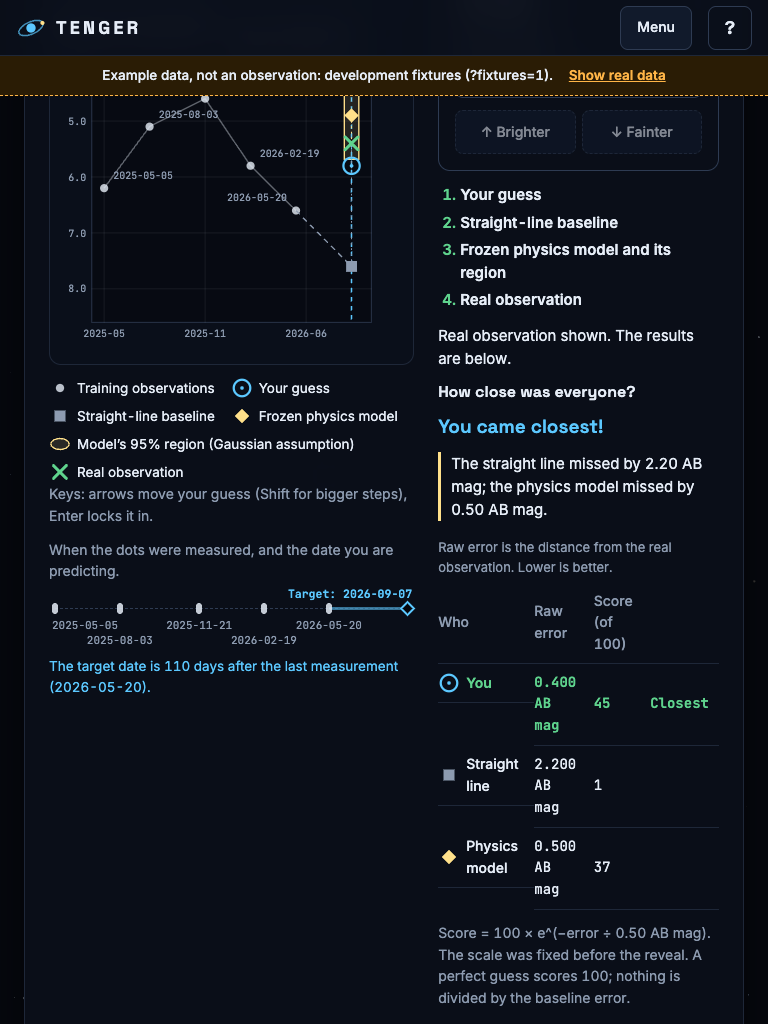 TENGER
Menu
?
Example data, not an observation: development fixtures (?fixtures=1). Show real data
5.0
6.0
7.0
8.0
2025-08-03
2025-05-05
2026-02-19
2026-05-20
2025-05
2025-11
2026-06
Training observations
Your guess
Straight-line baseline
Frozen physics model
Model's 95% region (Gaussian assumption)
Real observation
Keys: arrows move your guess (Shift for bigger steps),
Enter locks it in.
When the dots were measured, and the date you are
predicting.
Target: 2026-09-07
2025-05-05
2025-11-21
2026-05-20
2025-08-03
2026-02-19
The target date is 110 days after the last measurement
(2026-05-20).
↑ Brighter
↓ Fainter
1. Your guess
2. Straight-line baseline
3. Frozen physics model and its
region
4. Real observation
Real observation shown. The results
are below.
How close was everyone?
You came closest!
The straight line missed by 2.20 AB
mag; the physics model missed by
0.50 AB mag.
Raw error is the distance from the real
observation. Lower is better.
Who
Raw
error
Score
(of
100)
You
0.400
AB
mag
45
Closest
Straight
line
2.200
AB
mag
1
Physics
model
0.500
AB
mag
37
Score = 100 × e^(−error ÷ 0.50 AB mag).
The scale was fixed before the reveal. A
perfect guess scores 100; nothing is
divided by the baseline error.